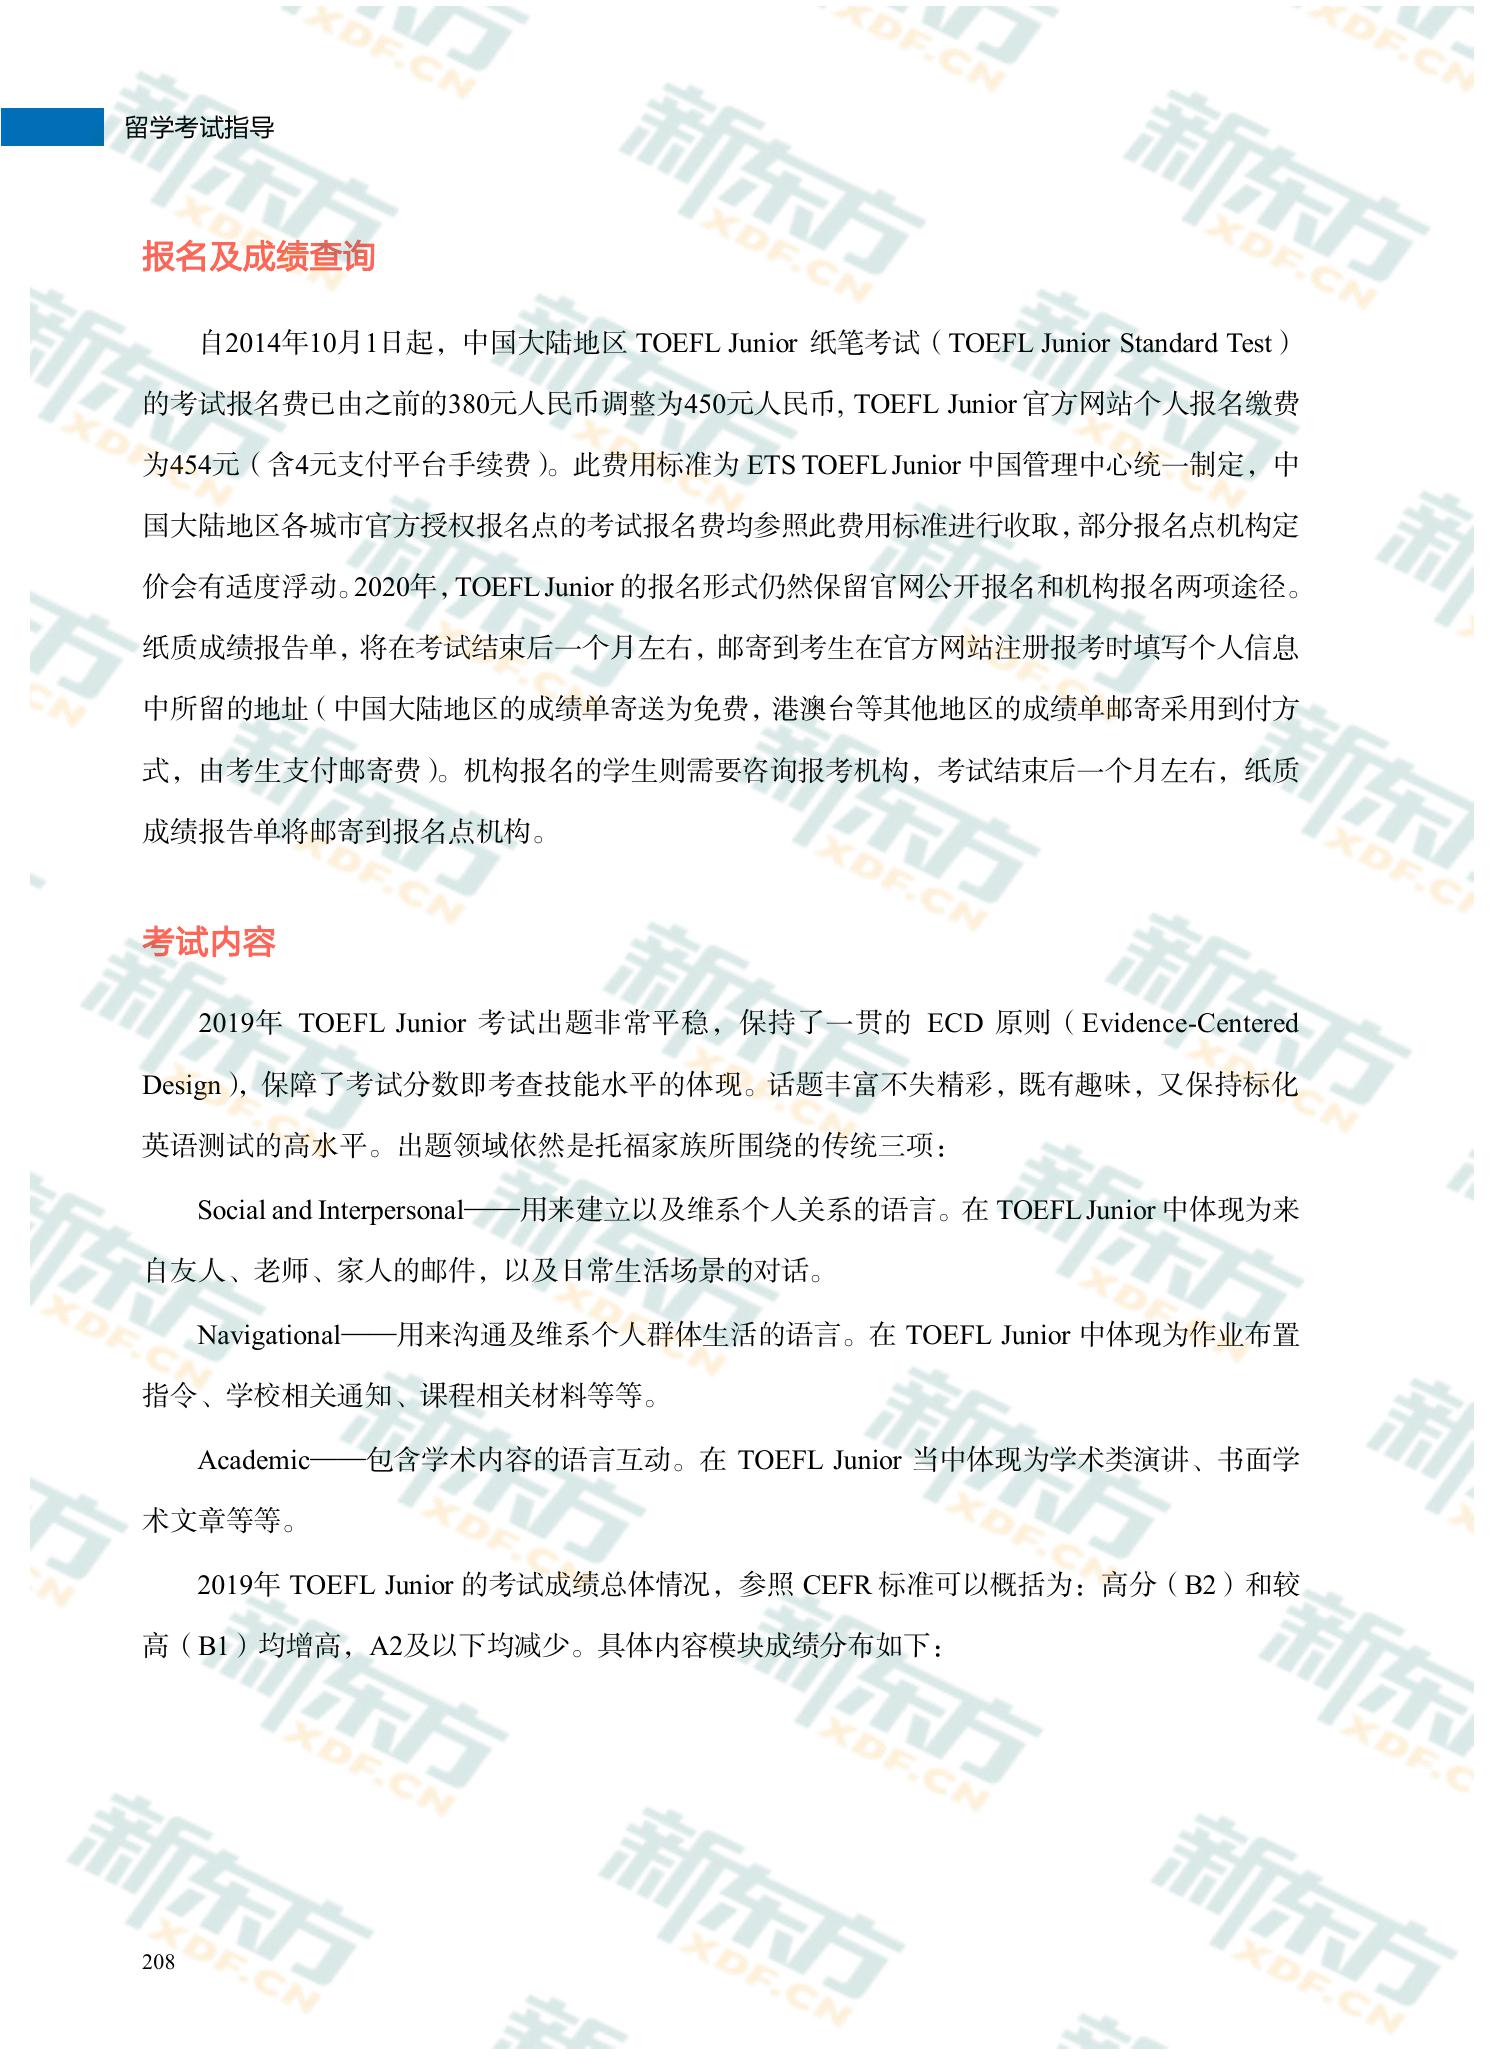 留学考试指导
报名及成绩查询
自2014年10月1日起，中国大陆地区 TOEFL Junior 纸笔考试（TOEFL Junior Standard Test）
的考试报名费已由之前的380元人民币调整为450元人民币，TOEFL Junior 官方网站个人报名缴费
为454元（含4元支付平台手续费）。此费用标准为 ETS TOEFL Junior 中国管理中心统一制定，中
国大陆地区各城市官方授权报名点的考试报名费均参照此费用标准进行收取，部分报名点机构定
价会有适度浮动。2020年，TOEFL Junior 的报名形式仍然保留官网公开报名和机构报名两项途径。
纸质成绩报告单，将在考试结束后一个月左右，邮寄到考生在官方网站注册报考时填写个人信息
中所留的地址（中国大陆地区的成绩单寄送为免费，港澳台等其他地区的成绩单邮寄采用到付方
式，由考生支付邮寄费）。机构报名的学生则需要咨询报考机构，考试结束后一个月左右，纸质
成绩报告单将邮寄到报名点机构。
考试内容
2019年 TOEFL Junior 考试出题非常平稳，保持了一贯的 ECD 原则（Evidence-Centered
Design），保障了考试分数即考查技能水平的体现。话题丰富不失精彩，既有趣味，又保持标化
英语测试的高水平。出题领域依然是托福家族所围绕的传统三项：
Social and Interpersonal——用来建立以及维系个人关系的语言。在 TOEFL Junior 中体现为来
自友人、老师、家人的邮件，以及日常生活场景的对话。
Navigational——用来沟通及维系个人群体生活的语言。在 TOEFL Junior 中体现为作业布置
指令、学校相关通知、课程相关材料等等。
Academic——包含学术内容的语言互动。在 TOEFL Junior 当中体现为学术类演讲、书面学
术文章等等。
2019年 TOEFL Junior 的考试成绩总体情况，参照 CEFR 标准可以概括为：高分（B2）和较
高（B1）均增高，A2及以下均减少。具体内容模块成绩分布如下：
208
新东方
XDF.CN